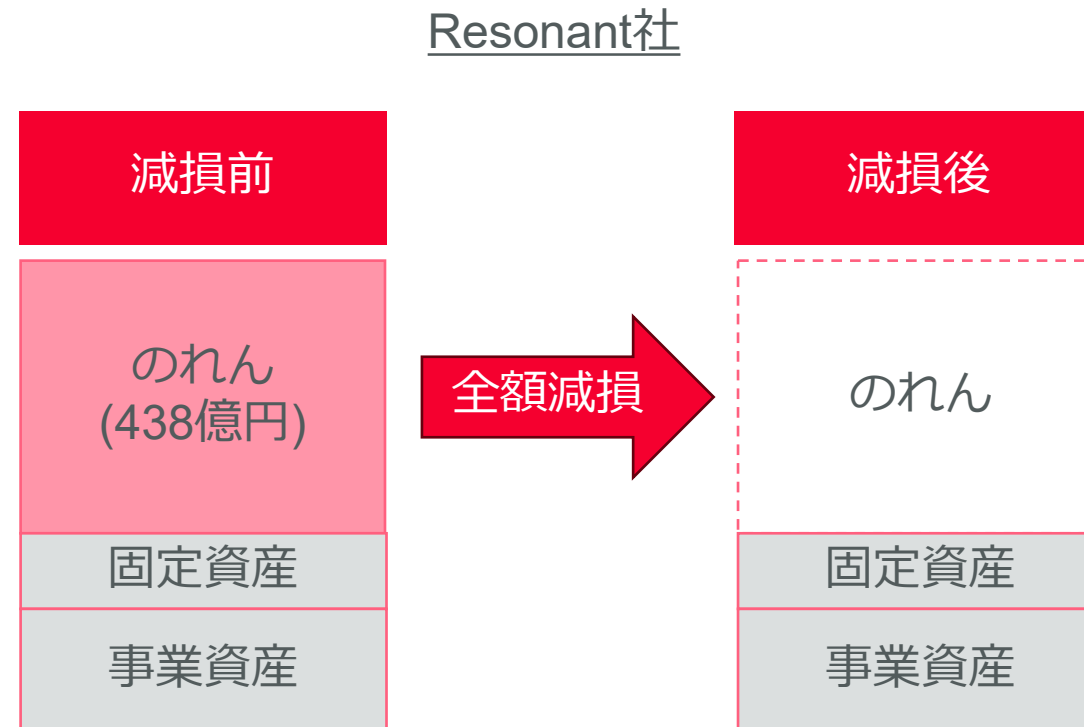 Resonant社
減損前
減損後
のれん
(438億円)
全額減損
のれん
固定資産
固定資産
事業資産
事業資産